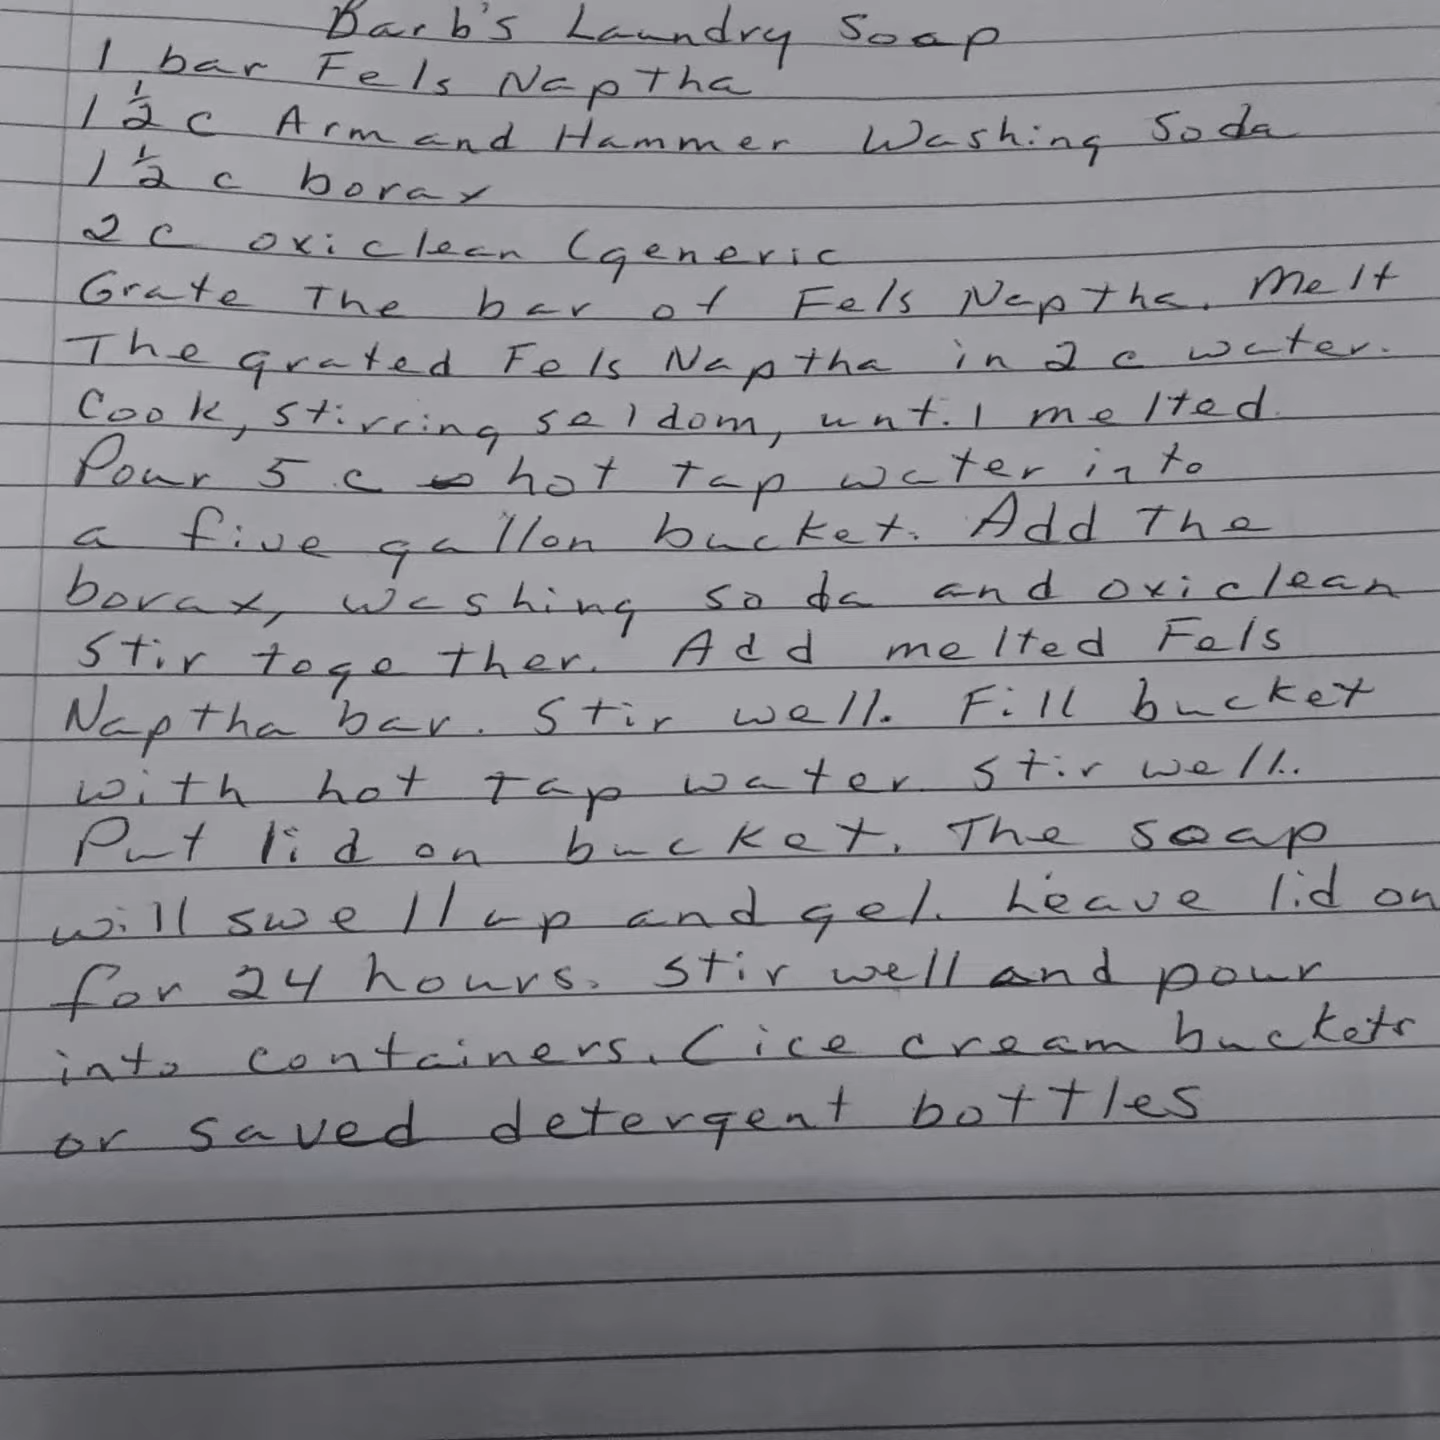 Barb's Laundry Soap
1 bar Fels Naptha
1 ½ c Arm and Hammer Washing Soda
1 ½ c borax
2 c oxiclean (generic
Grate The bar of Fels Naptha. Melt
The grated Fels Naptha in 2 c water.
Cook, stirring seldom, until melted.
Pour 5 c hot tap water into
a five gallon bucket. Add The
borax, washing soda and oxiclean
Stir together. Add melted Fels
Naptha bar. Stir well. Fill bucket
with hot tap water. Stir well.
Put lid on bucket. The soap
will swell up and gel. Leave lid on
for 24 hours. Stir well and pour
into containers. (ice cream buckets
or saved detergent bottles